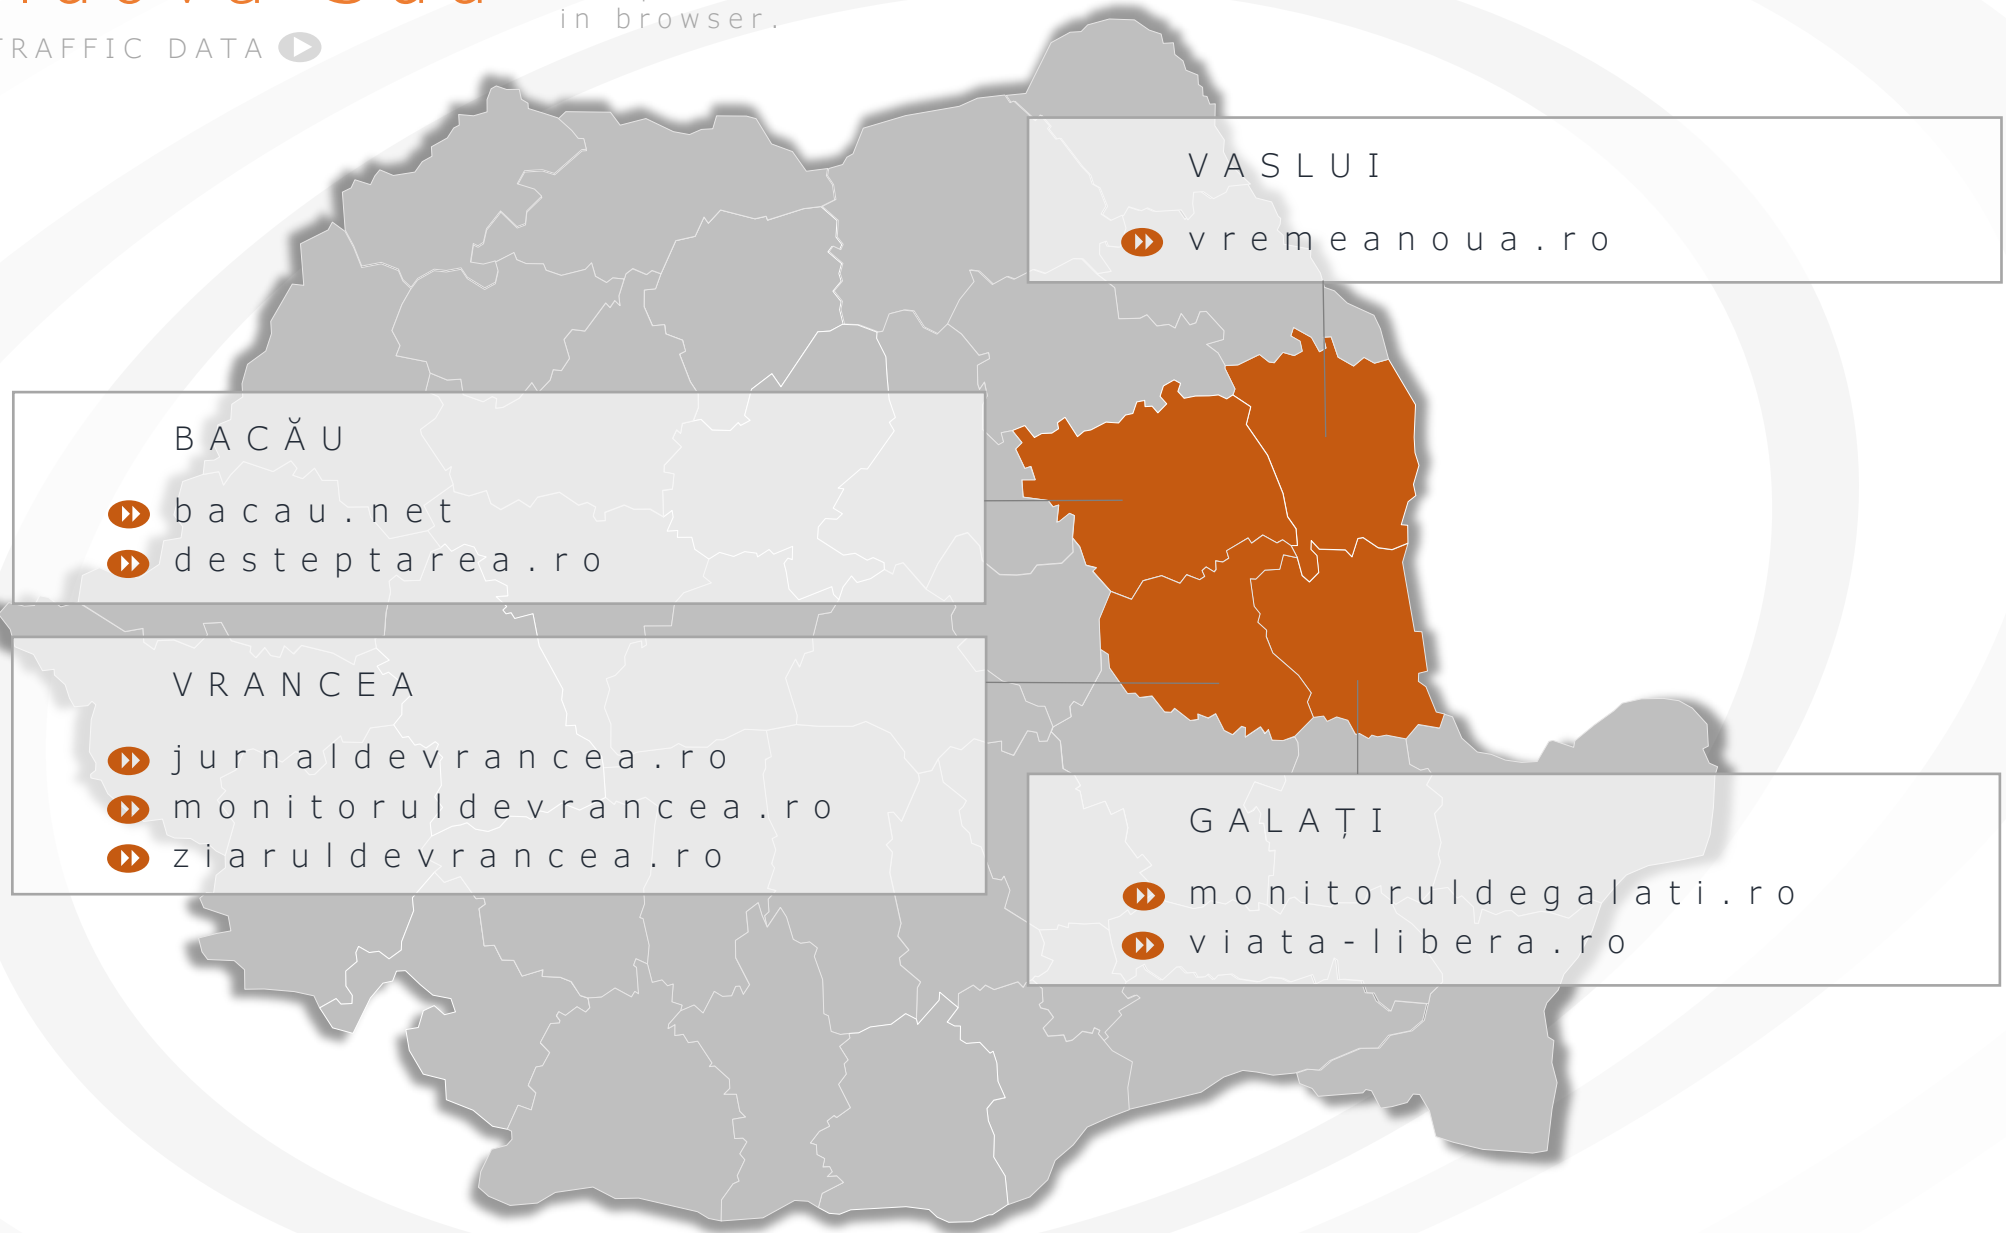 in browser.
TRAFFIC DATA
VASLUI
vremeanoua.ro
BACĂU
bacau.net
desteptarea.ro
VRANCEA
jurnaldevrancea.ro
monitoruldevrancea.ro
ziaruldevrancea.ro
GALAȚI
monitoruldegalati.ro
viata-libera.ro